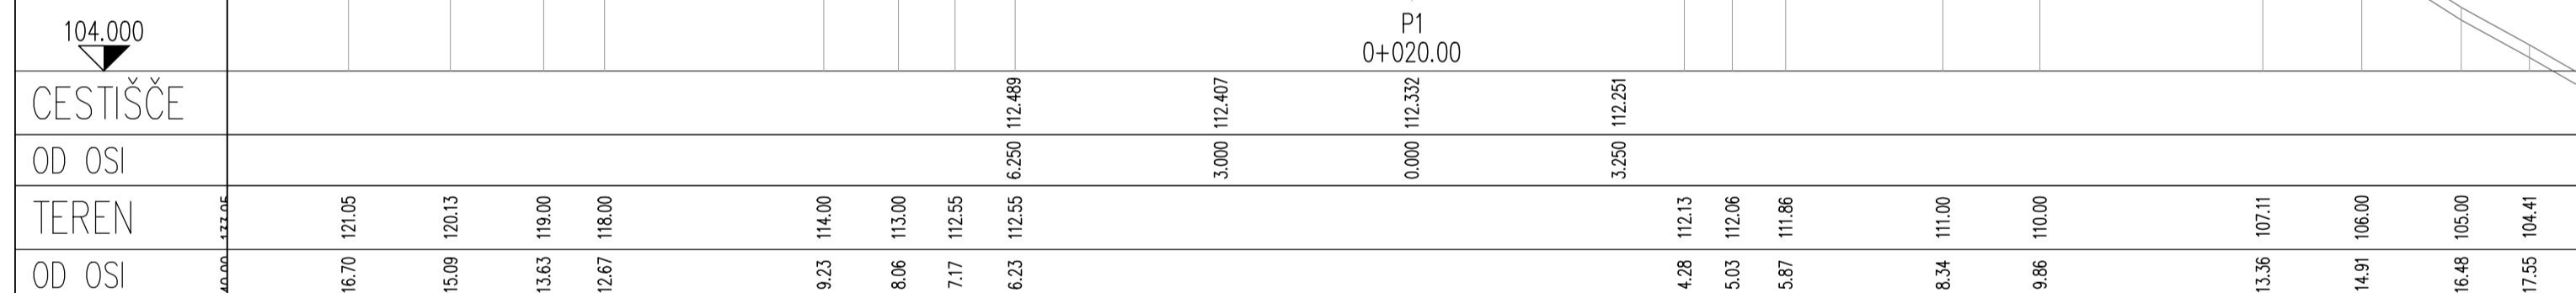 104.000
P1
0+020.00
CESTIŠČE 112.489 112.407 112.332 112.251
OD OSI 6.250 3.000 0.000 3.250
TEREN 121.05 120.13 119.00 118.00 114.00 113.00 112.55 112.55 112.13 112.06 111.86 111.00 110.00 107.11 106.00 105.00 104.41
OD OSI 16.70 15.09 13.63 12.67 9.23 8.06 7.17 6.23 4.28 5.03 5.87 8.34 9.86 13.36 14.91 16.48 17.55